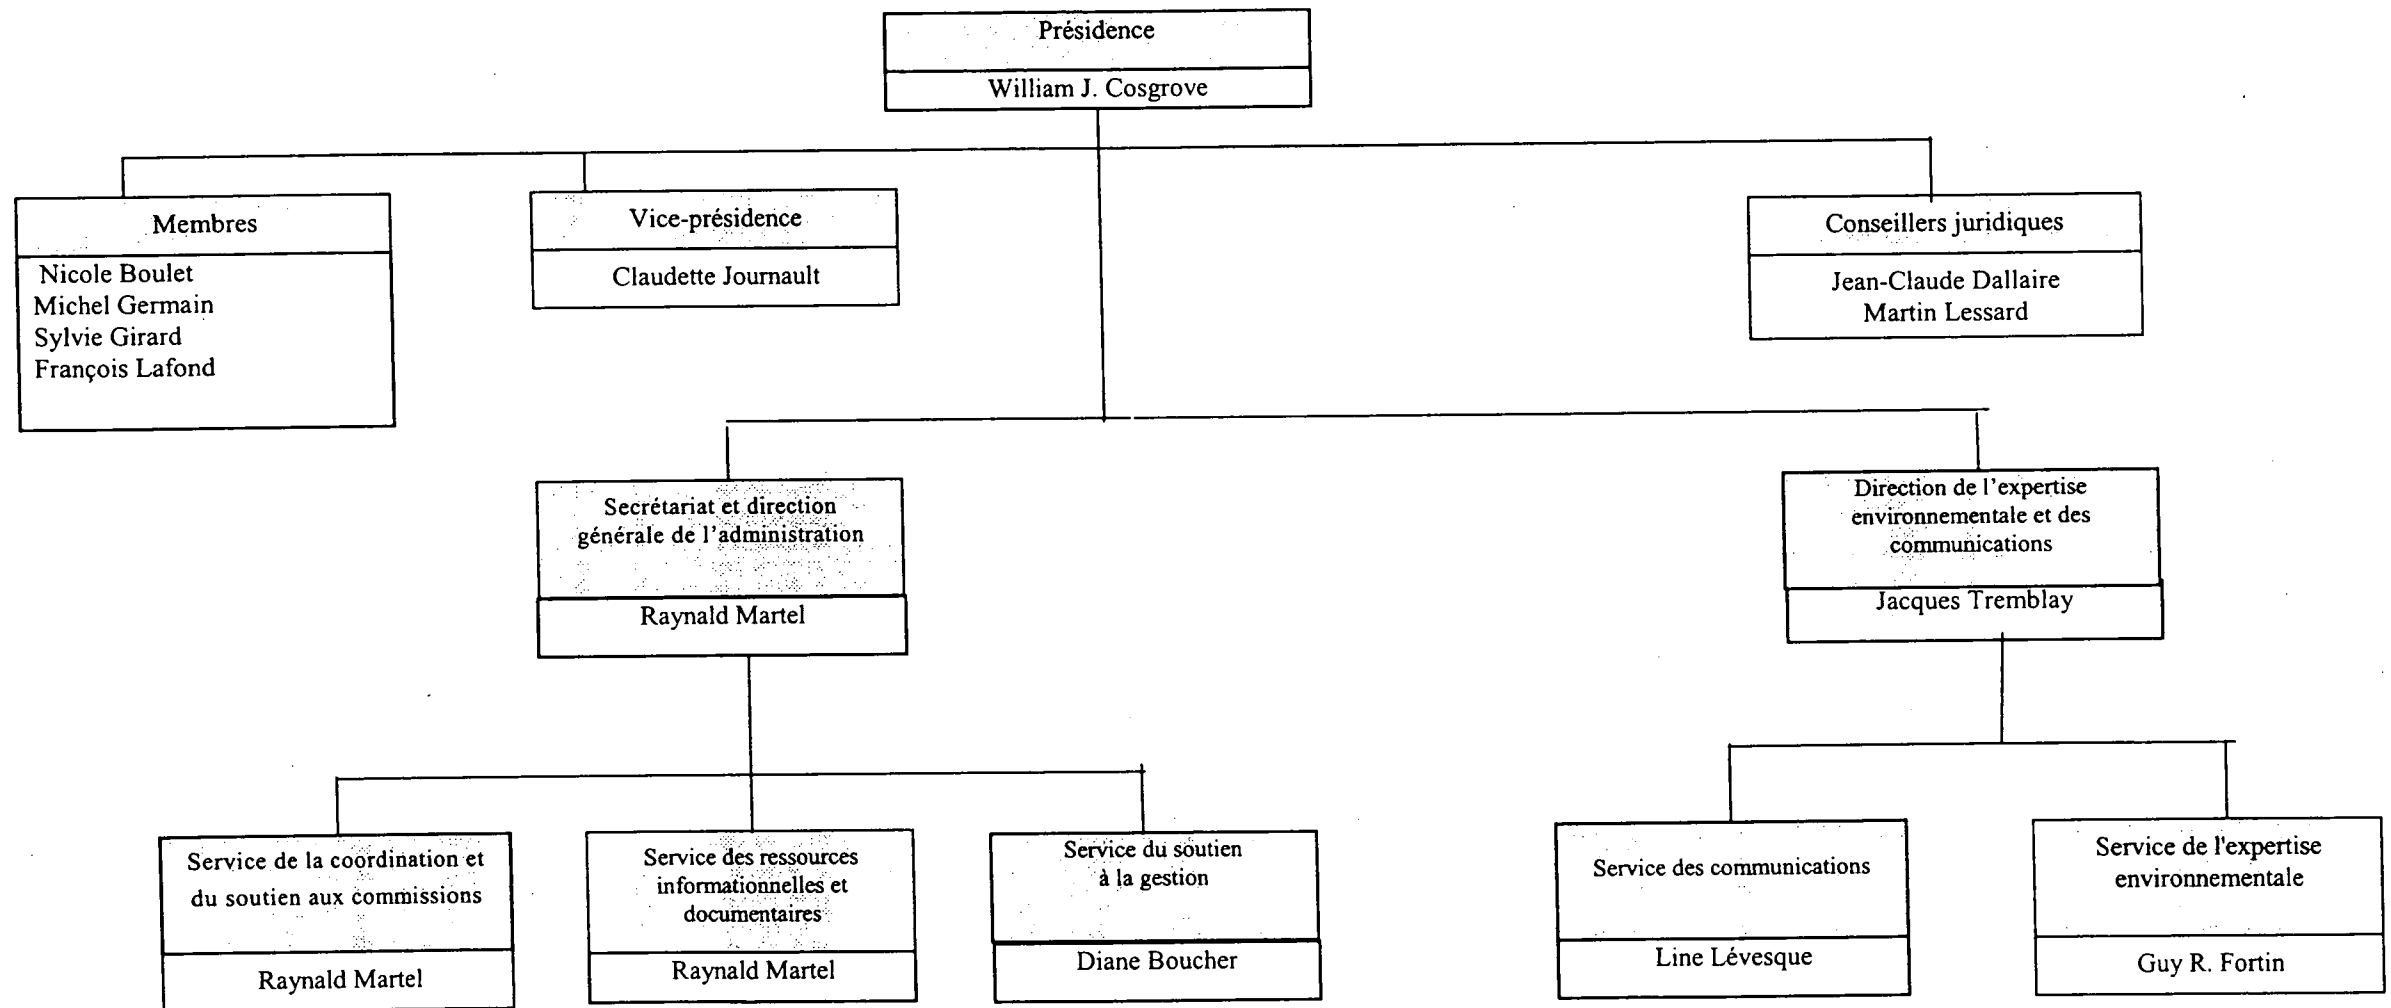 Présidence
William J. Cosgrove
Membres
Nicole Boulet
Michel Germain
Sylvie Girard
François Lafond
Vice-présidence
Claudette Journault
Conseillers juridiques
Jean-Claude Dallaire
Martin Lessard
Secrétariat et direction
générale de l'administration
Raynald Martel
Direction de l'expertise
environnementale et des
communications
Jacques Tremblay
Service de la coordination et
du soutien aux commissions
Raynald Martel
Service des ressources
informationnelles et
documentaires
Raynald Martel
Service du soutien
à la gestion
Diane Boucher
Service des communications
Line Lévesque
Service de l'expertise
environnementale
Guy R. Fortin